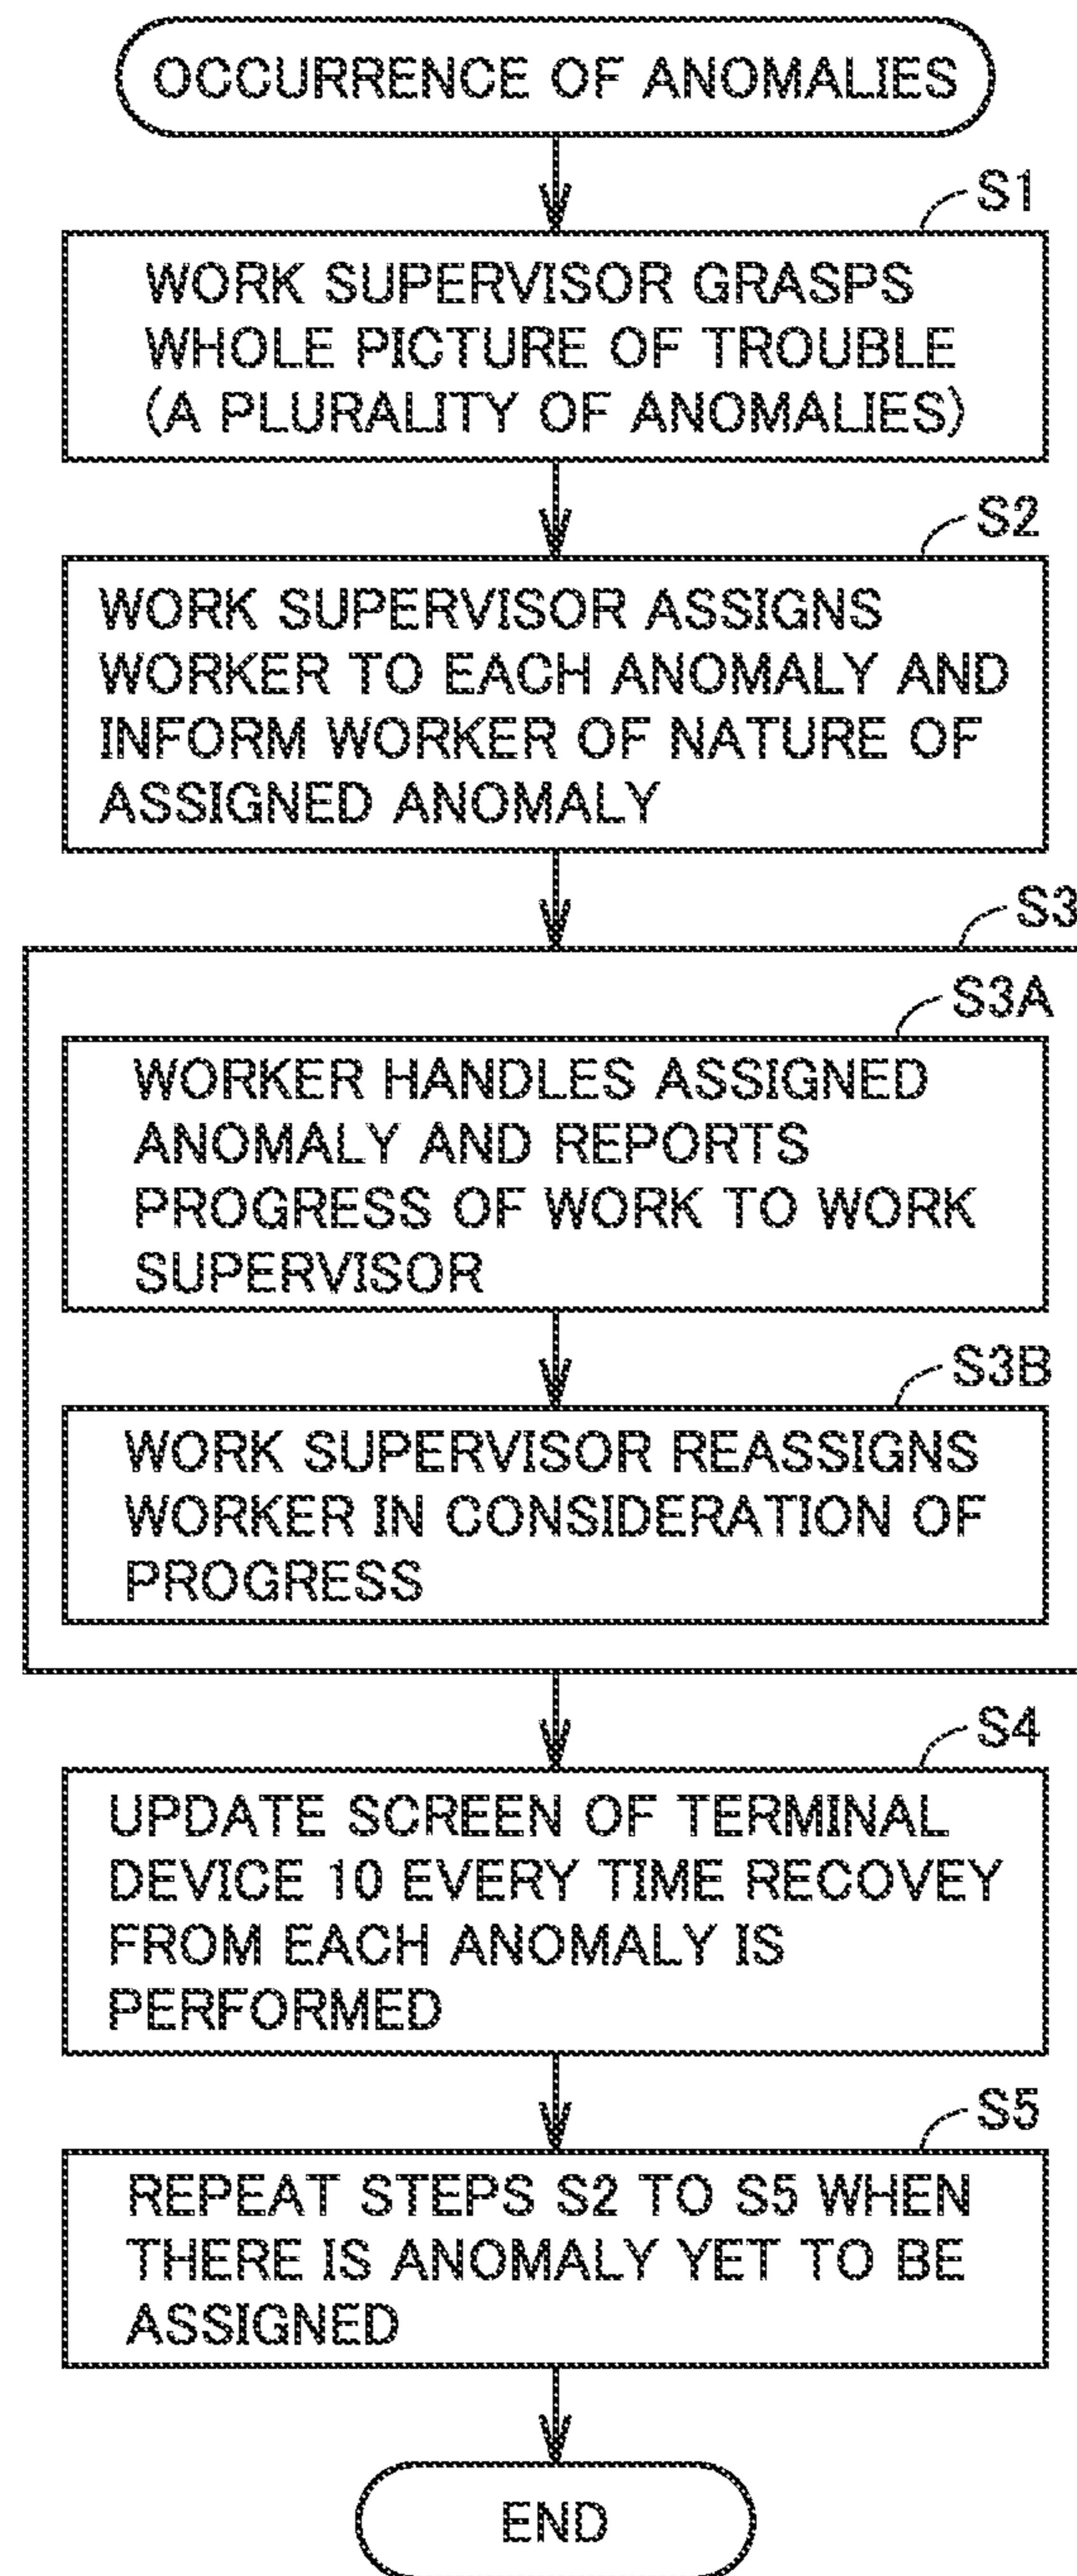 OCCURRENCE OF ANOMALIES
S1
WORK SUPERVISOR GRASPS
WHOLE PICTURE OF TROUBLE
(A PLURALITY OF ANOMALIES)
S2
WORK SUPERVISOR ASSIGNS
WORKER TO EACH ANOMALY AND
INFORM WORKER OF NATURE OF
ASSIGNED ANOMALY
S3
S3A
WORKER HANDLES ASSIGNED
ANOMALY AND REPORTS
PROGRESS OF WORK TO WORK
SUPERVISOR
S3B
WORK SUPERVISOR REASSIGNS
WORKER IN CONSIDERATION OF
PROGRESS
S4
UPDATE SCREEN OF TERMINAL
DEVICE 10 EVERY TIME RECOVEY
FROM EACH ANOMALY IS
PERFORMED
S5
REPEAT STEPS S2 TO S5 WHEN
THERE IS ANOMALY YET TO BE
ASSIGNED
END